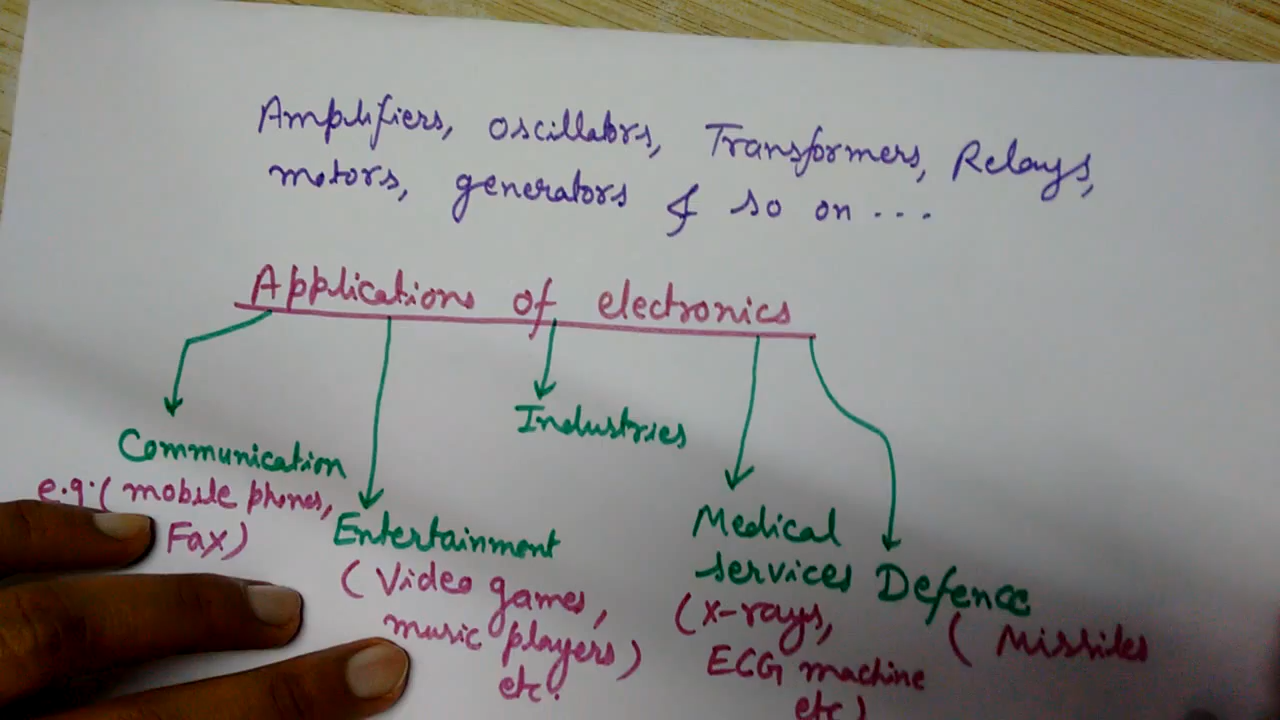 Amplifiers, oscillators, Transformers, Relays,
motors, generators & so on ...
Applications of electronics
Communication
e.g. (mobile phones,
Fax)
Entertainment
(Video games,
music players)
etc.
Industries
Medical
services
(X-rays,
ECG machine
etc)
Defence
(Missiles